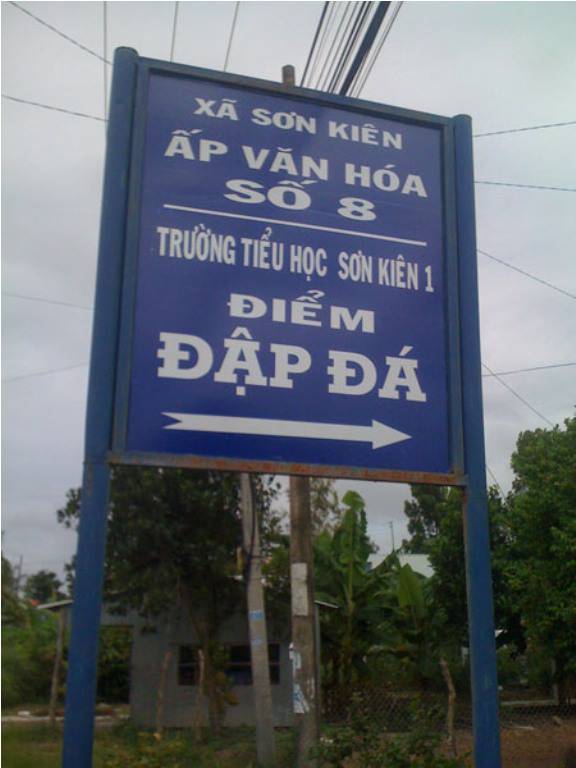 XÃ SƠN KIÊN
ẤP VĂN HÓA
SỐ 8
TRƯỜNG TIỂU HỌC SƠN KIÊN 1
ĐIỂM
ĐẬP ĐÁ